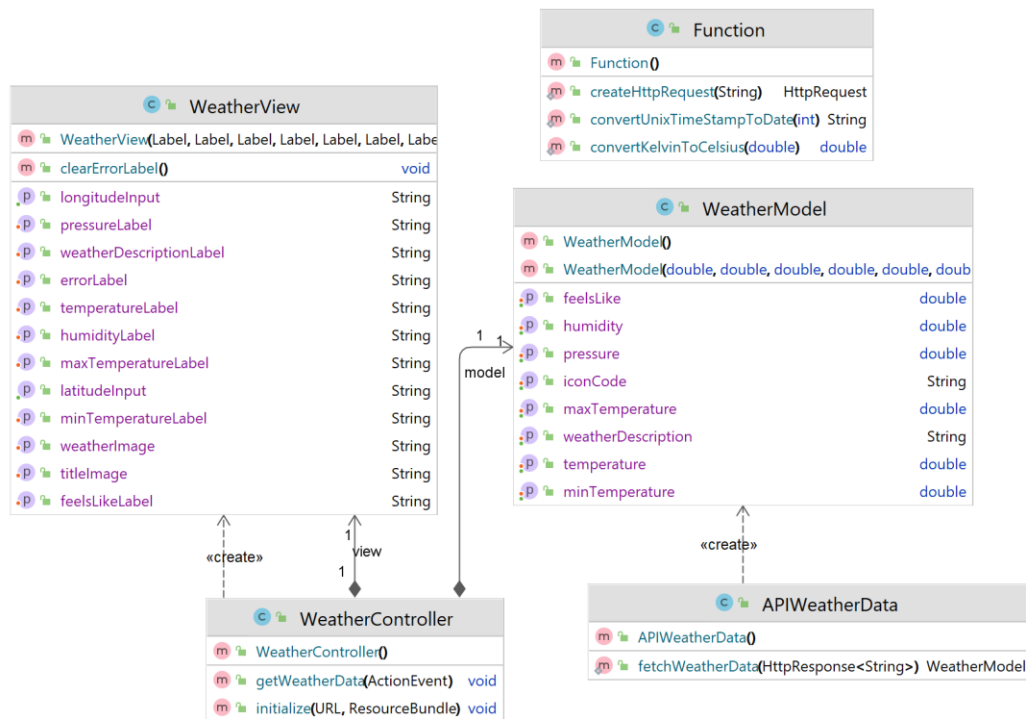 Function
Function()
createHttpRequest(String) HttpRequest
convertUnixTimeStampToDate(int) String
convertKelvinToCelsius(double) double
WeatherView
WeatherView(Label, Label, Label, Label, Label, Label, Labe
clearErrorLabel() void
longitudeInput String
pressureLabel String
weatherDescriptionLabel String
errorLabel String
temperatureLabel String
humidityLabel String
maxTemperatureLabel String
latitudeInput String
minTemperatureLabel String
weatherImage String
titleImage String
feelsLikeLabel String
WeatherModel
WeatherModel()
WeatherModel(double, double, double, double, double, doub
feelsLike double
humidity double
pressure double
iconCode String
maxTemperature double
weatherDescription String
temperature double
minTemperature double
1 1
model
«create»
1
view
1
«create»
WeatherController
WeatherController()
getWeatherData(ActionEvent) void
initialize(URL, ResourceBundle) void
APIWeatherData
APIWeatherData()
fetchWeatherData(HttpResponse<String>) WeatherModel